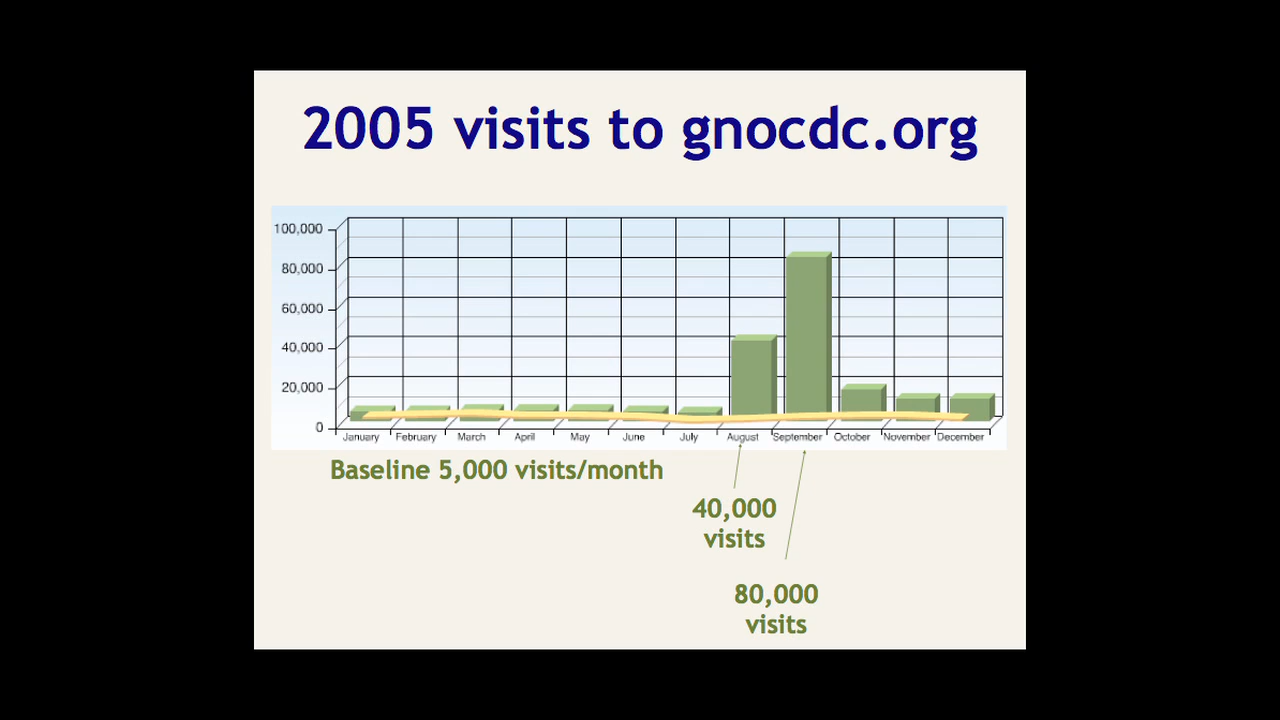 2005 visits to gnocdc.org
100,000
80,000
60,000
40,000
20,000
0
January February March April May June July August September October November December
Baseline 5,000 visits/month
40,000
visits
80,000
visits